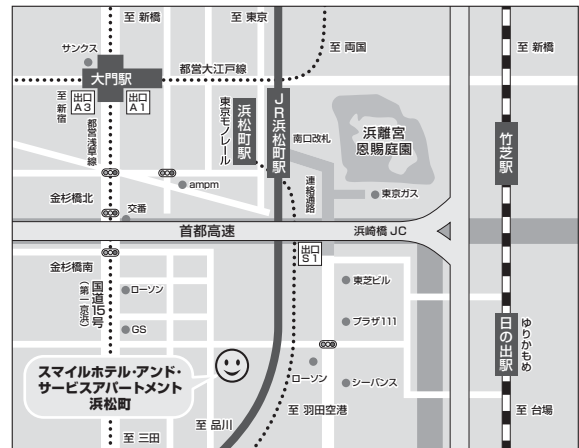 至 新橋
至 東京
サンクス
至 両国
至 新橋
都営大江戸線
大門駅
至 新宿
出口
A3
出口
A1
都営浅草線
東京モノレール
浜松町駅
JR浜松町駅
南口改札
浜離宮
恩賜庭園
竹芝駅
連絡通路
ampm
東京ガス
金杉橋北
交番
首都高速
浜崎橋 JC
出口
S1
金杉橋南
国道15号
(第一京浜)
ローソン
GS
東芝ビル
プラザ111
日の出駅
ゆりかもめ
スマイルホテル・アンド・
サービスアパートメント
浜松町
ローソン
シーバンス
至 品川
至 羽田空港
至 台場
至 三田